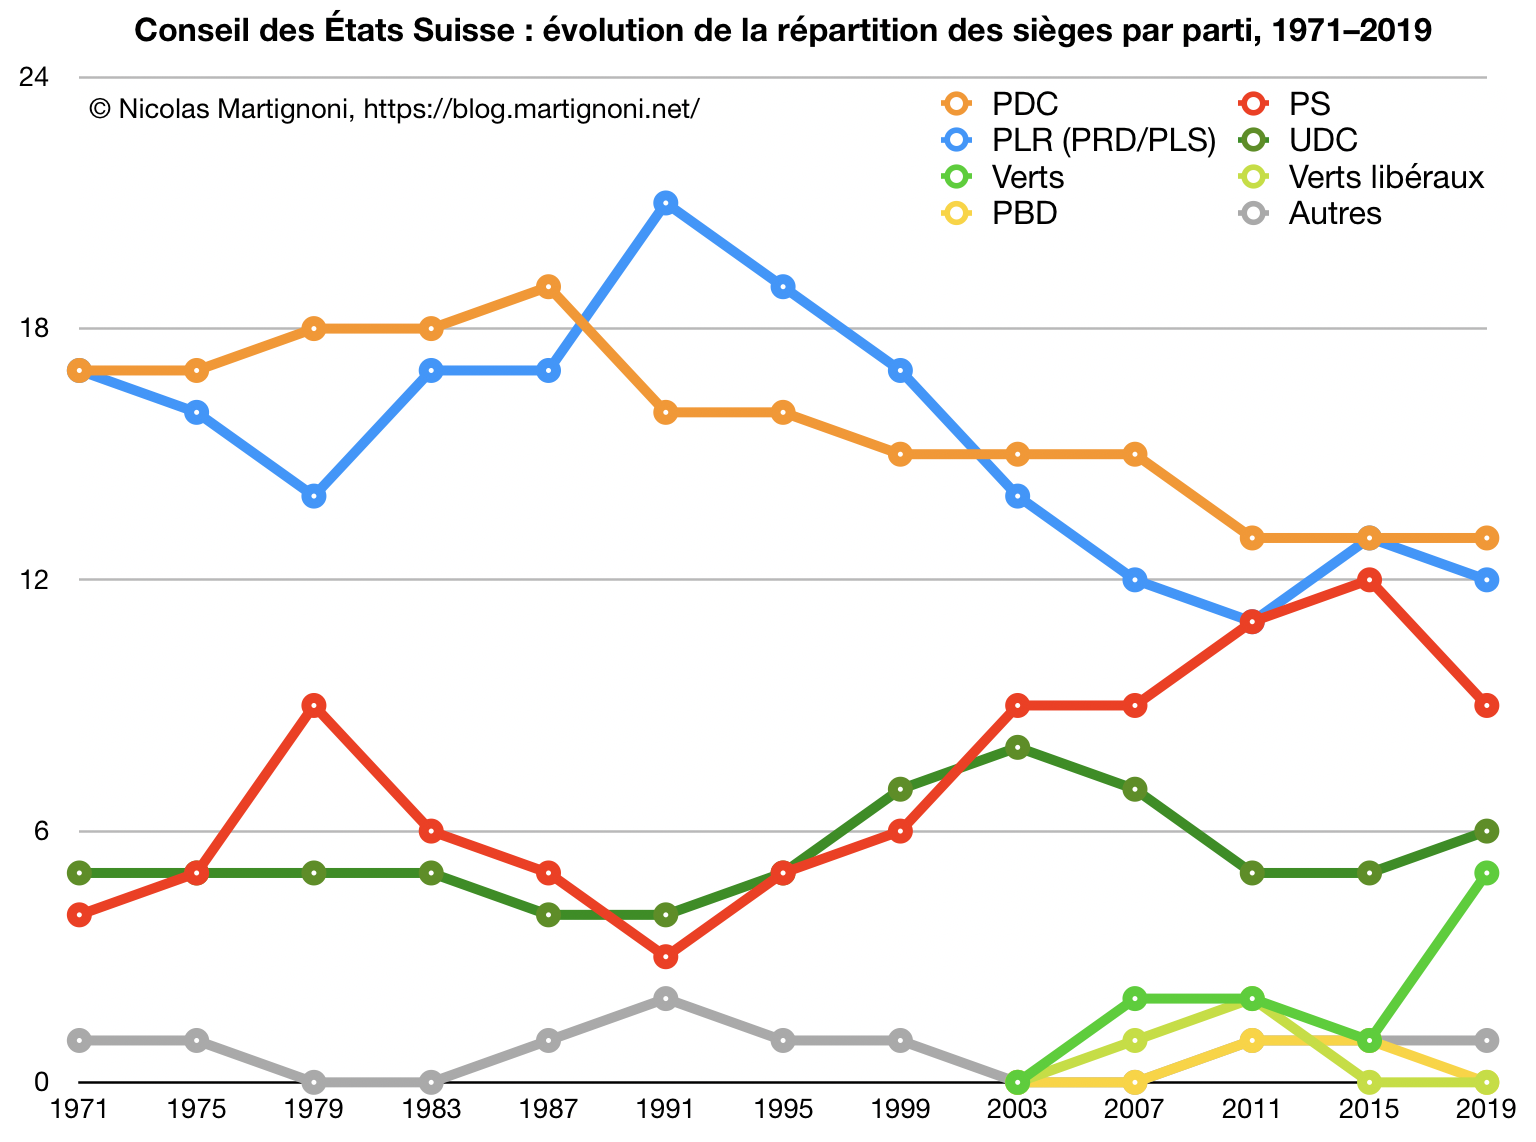 Conseil des États Suisse : évolution de la répartition des sièges par parti, 1971–2019
24
© Nicolas Martignoni, https://blog.martignoni.net/
PDC
PS
PLR (PRD/PLS)
UDC
Verts
Verts libéraux
PBD
Autres
18
12
6
0
1971 1975 1979 1983 1987 1991 1995 1999 2003 2007 2011 2015 2019